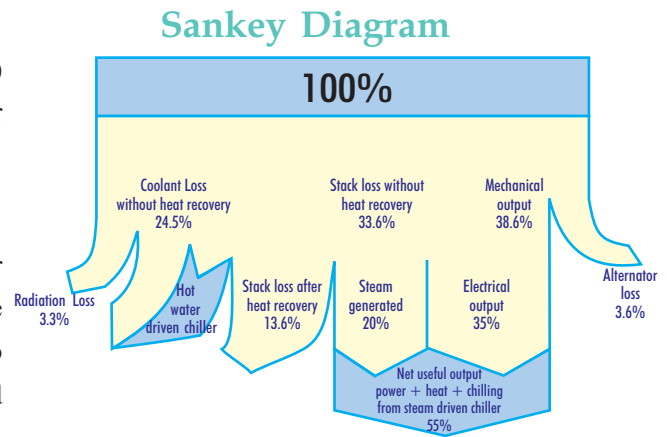 Sankey Diagram
100%
Coolant Loss
without heat recovery
24.5%
Stack loss without
heat recovery
33.6%
Mechanical
output
38.6%
Radiation Loss
3.3%
Hot
water
driven chiller
Stack loss after
heat recovery
13.6%
Steam
generated
20%
Electrical
output
35%
Alternator
loss
3.6%
Net useful output
power + heat + chilling
from steam driven chiller
55%